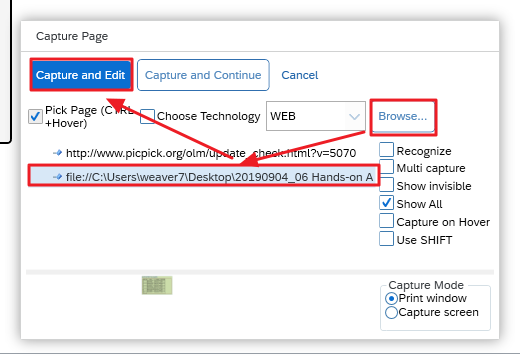 Capture Page
Capture and Edit
Capture and Continue
Cancel
Pick Page (CTRL
+Hover)
Choose Technology
WEB
Browse...
http://www.picpick.org/olm/update_check.html?v=5070
file://C:\Users\weaver7\Desktop\20190904_06 Hands-on A
Recognize
Multi capture
Show invisible
Show All
Capture on Hover
Use SHIFT
Capture Mode
Print window
Capture screen